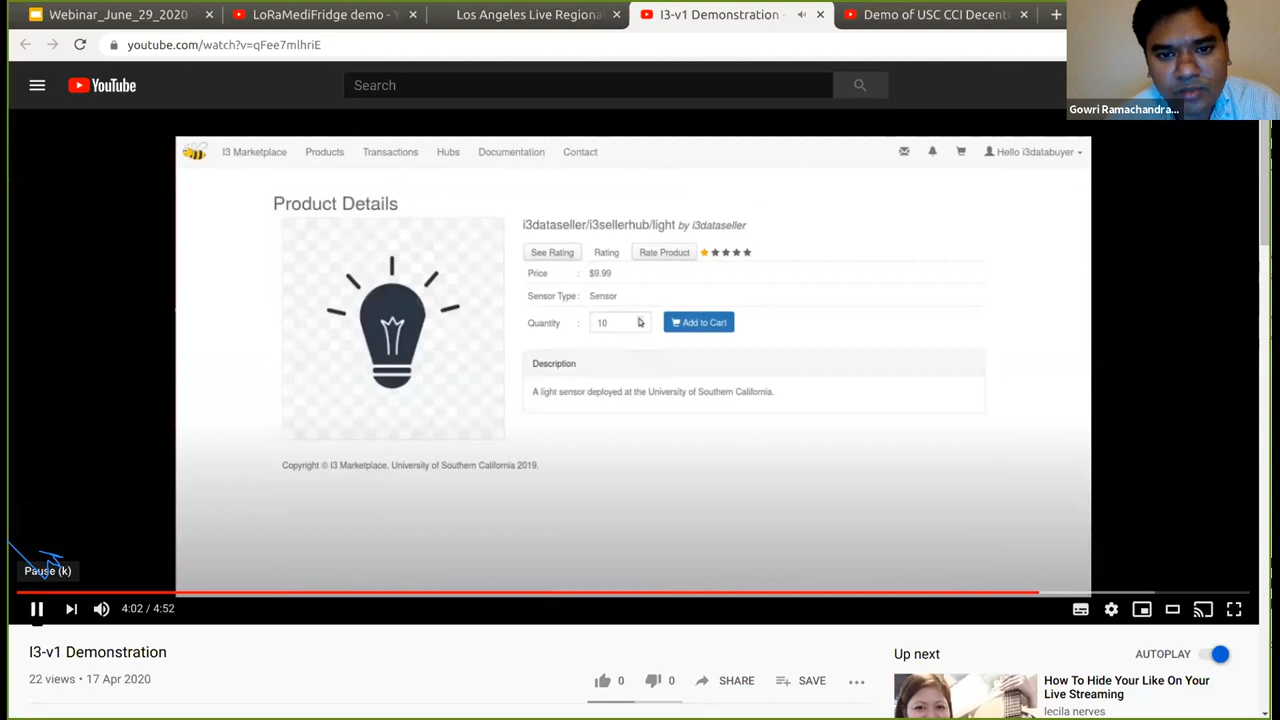 Webinar_June_29_2020 -
LoRaMediFridge demo - Y
Los Angeles Live Regiona
I3-v1 Demonstration -
Demo of USC CCI Decent
youtube.com/watch?v=qFee7mlhriE
YouTube
Search
Gowri Ramachandra...
I3 Marketplace Products Transactions Hubs Documentation Contact Hello i3databuyer
Product Details
i3dataseller/i3sellerhub/light by i3dataseller
See Rating Rating Rate Product
Price : $9.99
Sensor Type : Sensor
Quantity : 10 Add to Cart
Description
A light sensor deployed at the University of Southern California.
Copyright © I3 Marketplace, University of Southern California 2019.
Pause (k)
4:02 / 4:52
I3-v1 Demonstration
22 views • 17 Apr 2020
0 0 SHARE SAVE
Up next AUTOPLAY
How To Hide Your Like On Your
Live Streaming
lecila nerves